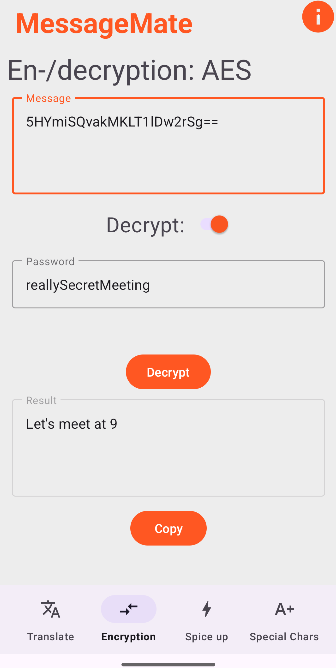 MessageMate
i
En-/decryption: AES
Message
5HYmiSQvakMKLT1lDw2rSg==
Decrypt:
Password
reallySecretMeeting
Decrypt
Result
Let's meet at 9
Copy
Translate
Encryption
Spice up
A+
Special Chars